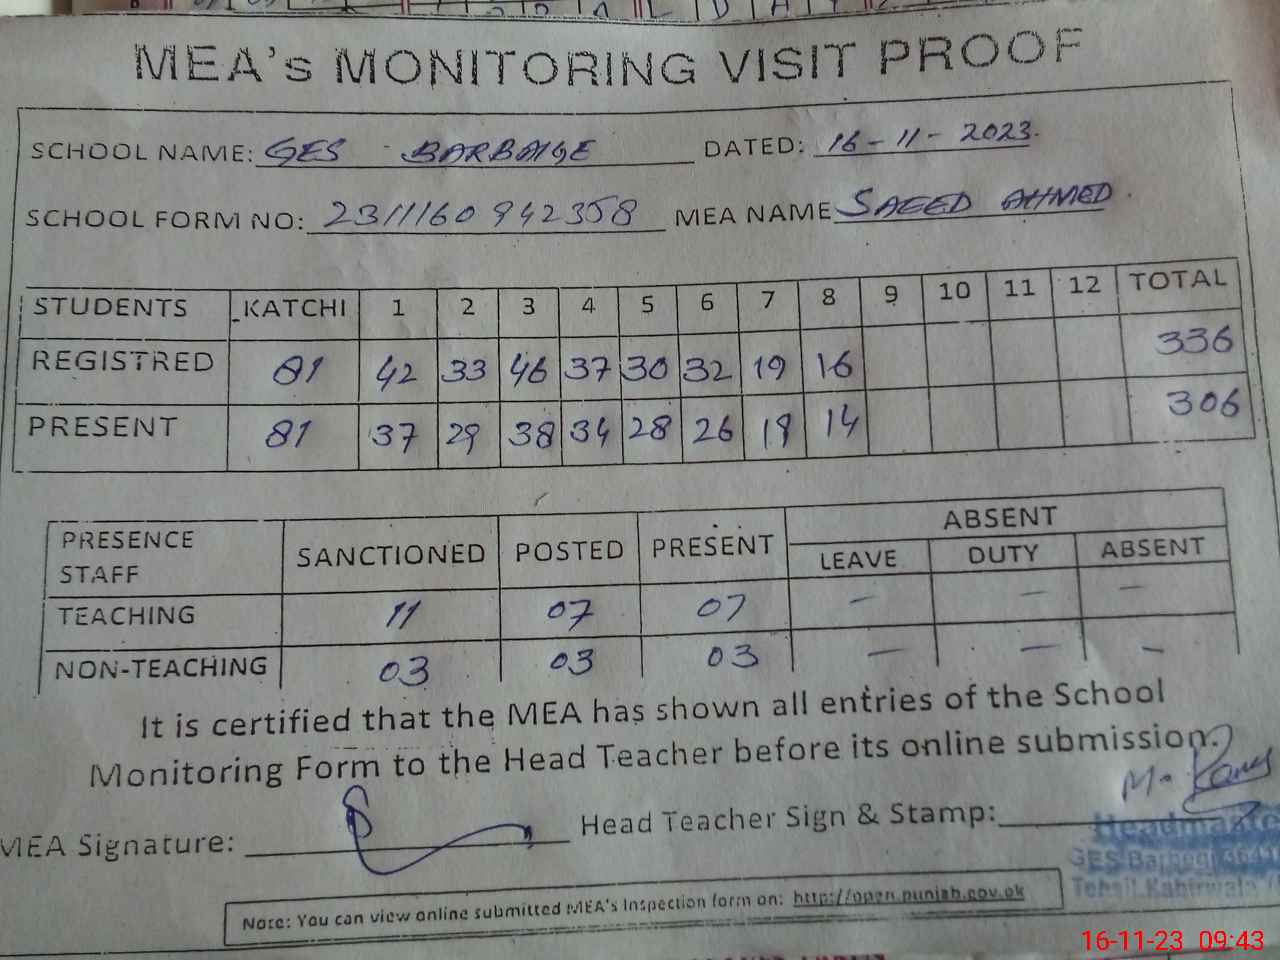 MEA's MONITORING VISIT PROOF
SCHOOL NAME: GES BARBAIGE DATED: 16-11-2023.
SCHOOL FORM NO: 2311160942358 MEA NAME SAEED AHMED.
STUDENTS KATCHI 1 2 3 4 5 6 7 8 9 10 11 12 TOTAL
REGISTRED 81 42 33 46 37 30 32 19 16 336
PRESENT 81 37 29 38 34 28 26 19 14 306
PRESENCE STAFF SANCTIONED POSTED PRESENT ABSENT
LEAVE DUTY ABSENT
TEACHING 11 07 07 – – –
NON-TEACHING 03 03 03 – – –
It is certified that the MEA has shown all entries of the School
Monitoring Form to the Head Teacher before its online submission.
MEA Signature: Head Teacher Sign & Stamp:
GES
Tehsil Kabirwala
Note: You can view online submitted MEA's Inspection form on: http://open.punjab.gov.pk
16-11-23 09:43